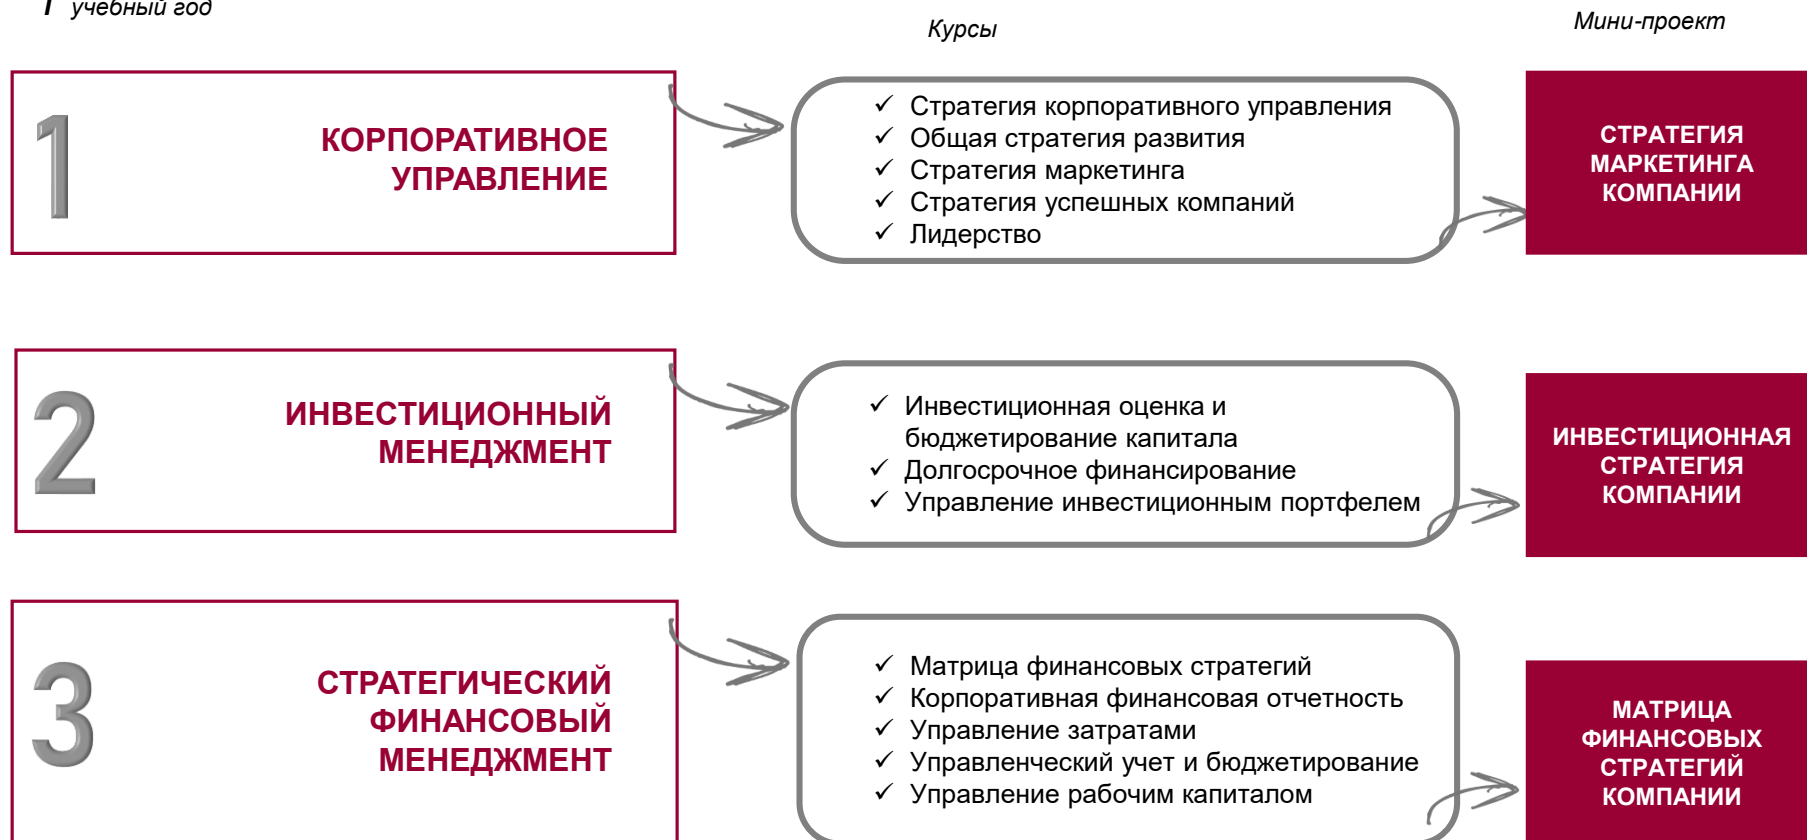 учебный год
Курсы
Мини-проект
1
КОРПОРАТИВНОЕ
УПРАВЛЕНИЕ
✓ Стратегия корпоративного управления
✓ Общая стратегия развития
✓ Стратегия маркетинга
✓ Стратегия успешных компаний
✓ Лидерство
СТРАТЕГИЯ
МАРКЕТИНГА
КОМПАНИИ
2
ИНВЕСТИЦИОННЫЙ
МЕНЕДЖМЕНТ
✓ Инвестиционная оценка и
бюджетирование капитала
✓ Долгосрочное финансирование
✓ Управление инвестиционным портфелем
ИНВЕСТИЦИОННАЯ
СТРАТЕГИЯ
КОМПАНИИ
3
СТРАТЕГИЧЕСКИЙ
ФИНАНСОВЫЙ
МЕНЕДЖМЕНТ
✓ Матрица финансовых стратегий
✓ Корпоративная финансовая отчетность
✓ Управление затратами
✓ Управленческий учет и бюджетирование
✓ Управление рабочим капиталом
МАТРИЦА
ФИНАНСОВЫХ
СТРАТЕГИЙ
КОМПАНИИ